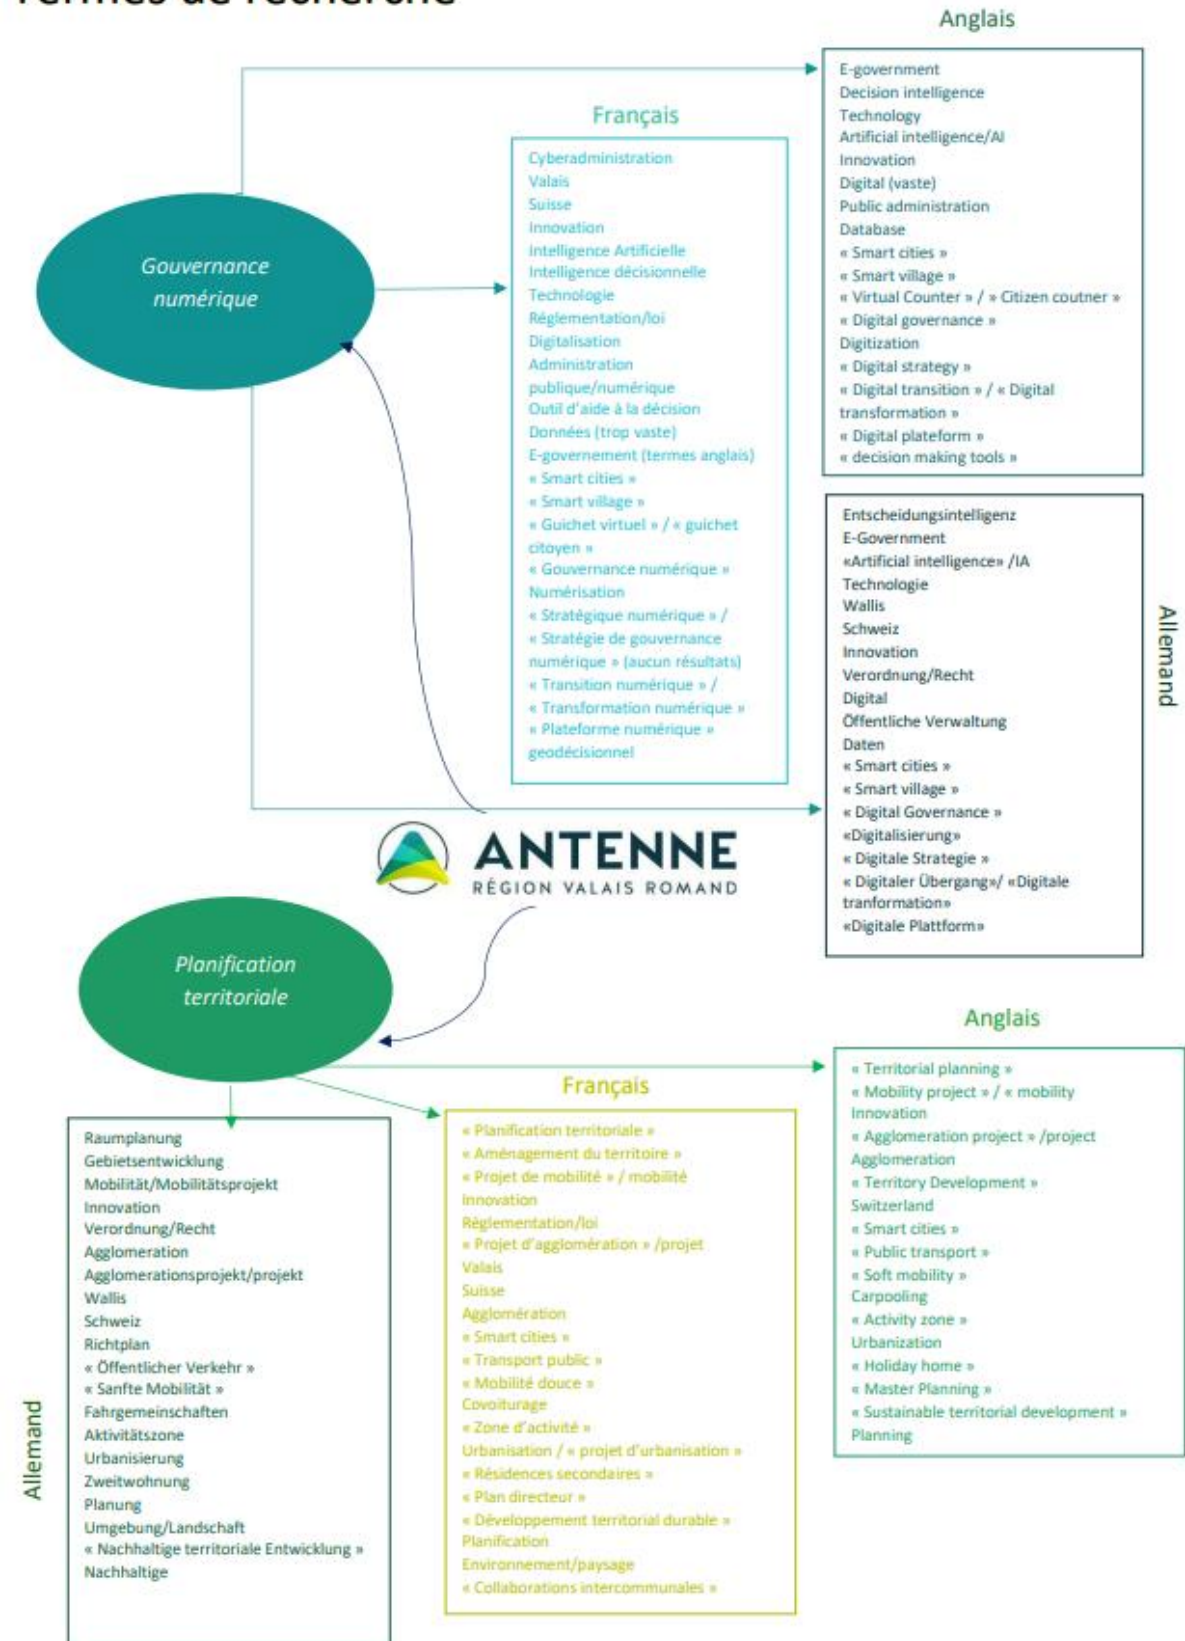 Termes de recherche
Anglais
E-government
Decision intelligence
Technology
Artificial intelligence/AI
Innovation
Digital (vaste)
Public administration
Database
« Smart cities »
« Smart village »
« Virtual Counter » / » Citizen coutner »
« Digital governance »
Digitization
« Digital strategy »
« Digital transition » / « Digital
transformation »
« Digital plateform »
« decision making tools »
Français
Cyberadministration
Valais
Suisse
Innovation
Intelligence Artificielle
Intelligence décisionnelle
Technologie
Réglementation/loi
Digitalisation
Administration
publique/numérique
Outil d'aide à la décision
Données (trop vaste)
E-governement (termes anglais)
« Smart cities »
« Smart village »
« Guichet virtuel » / « guichet
citoyen »
« Gouvernance numérique »
Numérisation
« Stratégique numérique » /
« Stratégie de gouvernance
numérique » (aucun résultats)
« Transition numérique » /
« Transformation numérique »
« Plateforme numérique »
geodécisionnel
Gouvernance
numérique
Allemand
Entscheidungsintelligenz
E-Government
«Artificial intelligence» /IA
Technologie
Wallis
Schweiz
Innovation
Verordnung/Recht
Digital
Öffentliche Verwaltung
Daten
« Smart cities »
« Smart village »
« Digital Governance »
«Digitalisierung»
« Digitale Strategie »
« Digitaler Übergang»/ «Digitale
tranformation»
«Digitale Plattform»
ANTENNE
RÉGION VALAIS ROMAND
Planification
territoriale
Anglais
« Territorial planning »
« Mobility project » / « mobility
Innovation
« Agglomeration project » /project
Agglomeration
« Territory Development »
Switzerland
« Smart cities »
« Public transport »
« Soft mobility »
Carpooling
« Activity zone »
Urbanization
« Holiday home »
« Master Planning »
« Sustainable territorial development »
Planning
Français
« Planification territoriale »
« Aménagement du territoire »
« Projet de mobilité » / mobilité
Innovation
Règlementation/loi
« Projet d'agglomération » /projet
Valais
Suisse
Agglomération
« Smart cities »
« Transport public »
« Mobilité douce »
Covoiturage
« Zone d'activité »
Urbanisation / « projet d'urbanisation »
« Résidences secondaires »
« Plan directeur »
« Développement territorial durable »
Planification
Environnement/paysage
« Collaborations intercommunales »
Allemand
Raumplanung
Gebietsentwicklung
Mobilität/Mobilitätsprojekt
Innovation
Verordnung/Recht
Agglomeration
Agglomerationsprojekt/projekt
Wallis
Schweiz
Richtplan
« Öffentlicher Verkehr »
« Sanfte Mobilität »
Fahrgemeinschaften
Aktivitätszone
Urbanisierung
Zweitwohnung
Planung
Umgebung/Landschaft
« Nachhaltige territoriale Entwicklung »
Nachhaltige